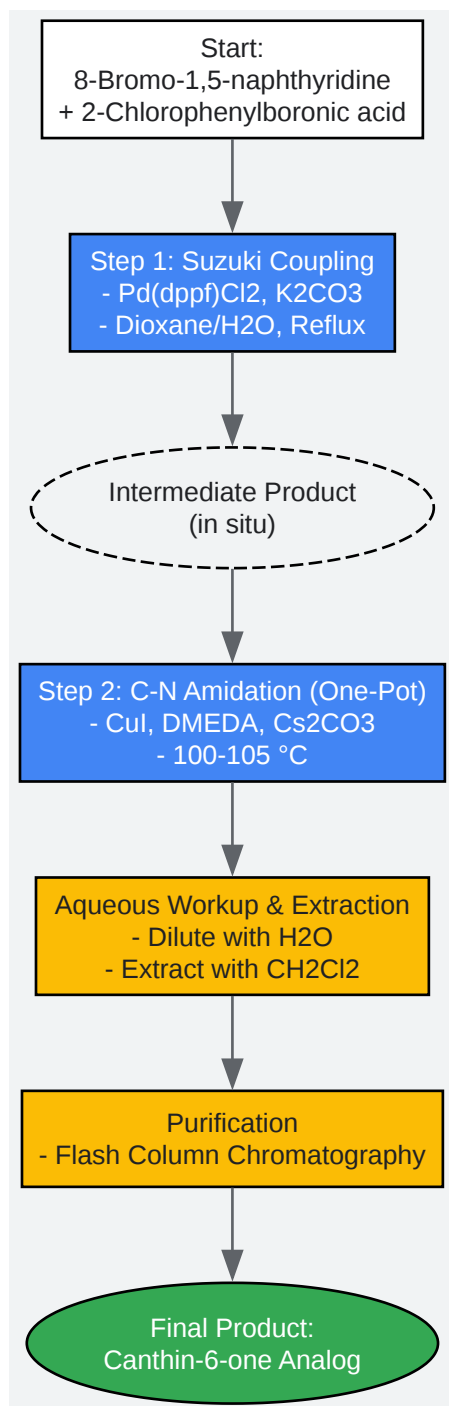 Start:
8-Bromo-1,5-naphthyridine
+ 2-Chlorophenylboronic acid
Step 1: Suzuki Coupling
- Pd(dppf)Cl2, K2CO3
- Dioxane/H2O, Reflux
Intermediate Product
(in situ)
Step 2: C-N Amidation (One-Pot)
- CuI, DMEDA, Cs2CO3
- 100-105 °C
Aqueous Workup & Extraction
- Dilute with H2O
- Extract with CH2Cl2
Purification
- Flash Column Chromatography
Final Product:
Canthin-6-one Analog